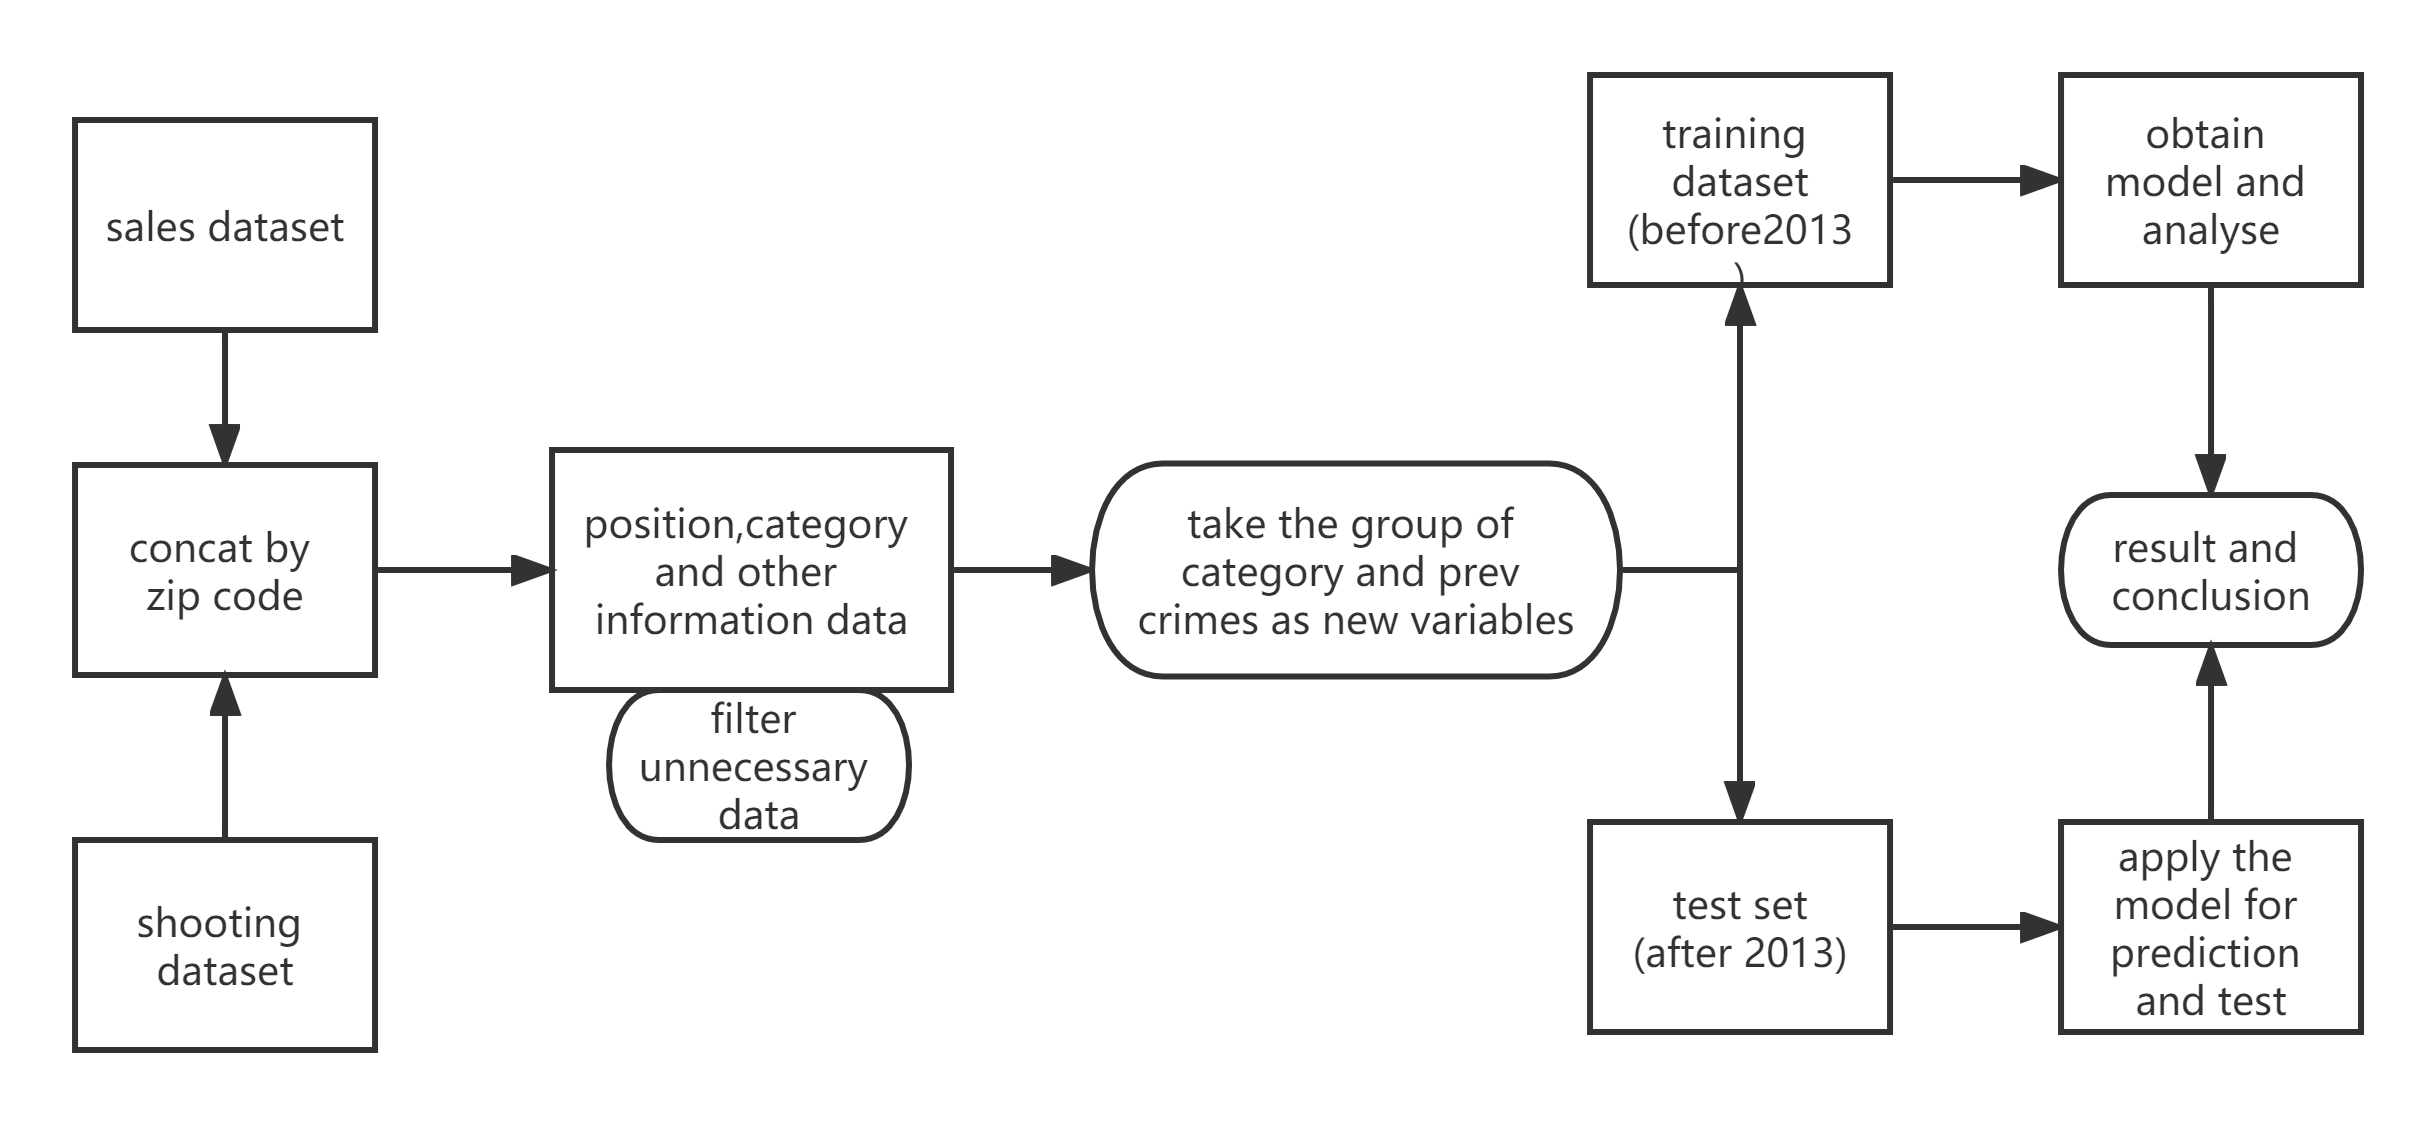 sales dataset
concat by
zip code
shooting
dataset
position,category
and other
information data
filter
unnecessary
data
take the group of
category and prev
crimes as new variables
training
dataset
(before2013
)
test set
(after 2013)
obtain
model and
analyse
result and
conclusion
apply the
model for
prediction
and test